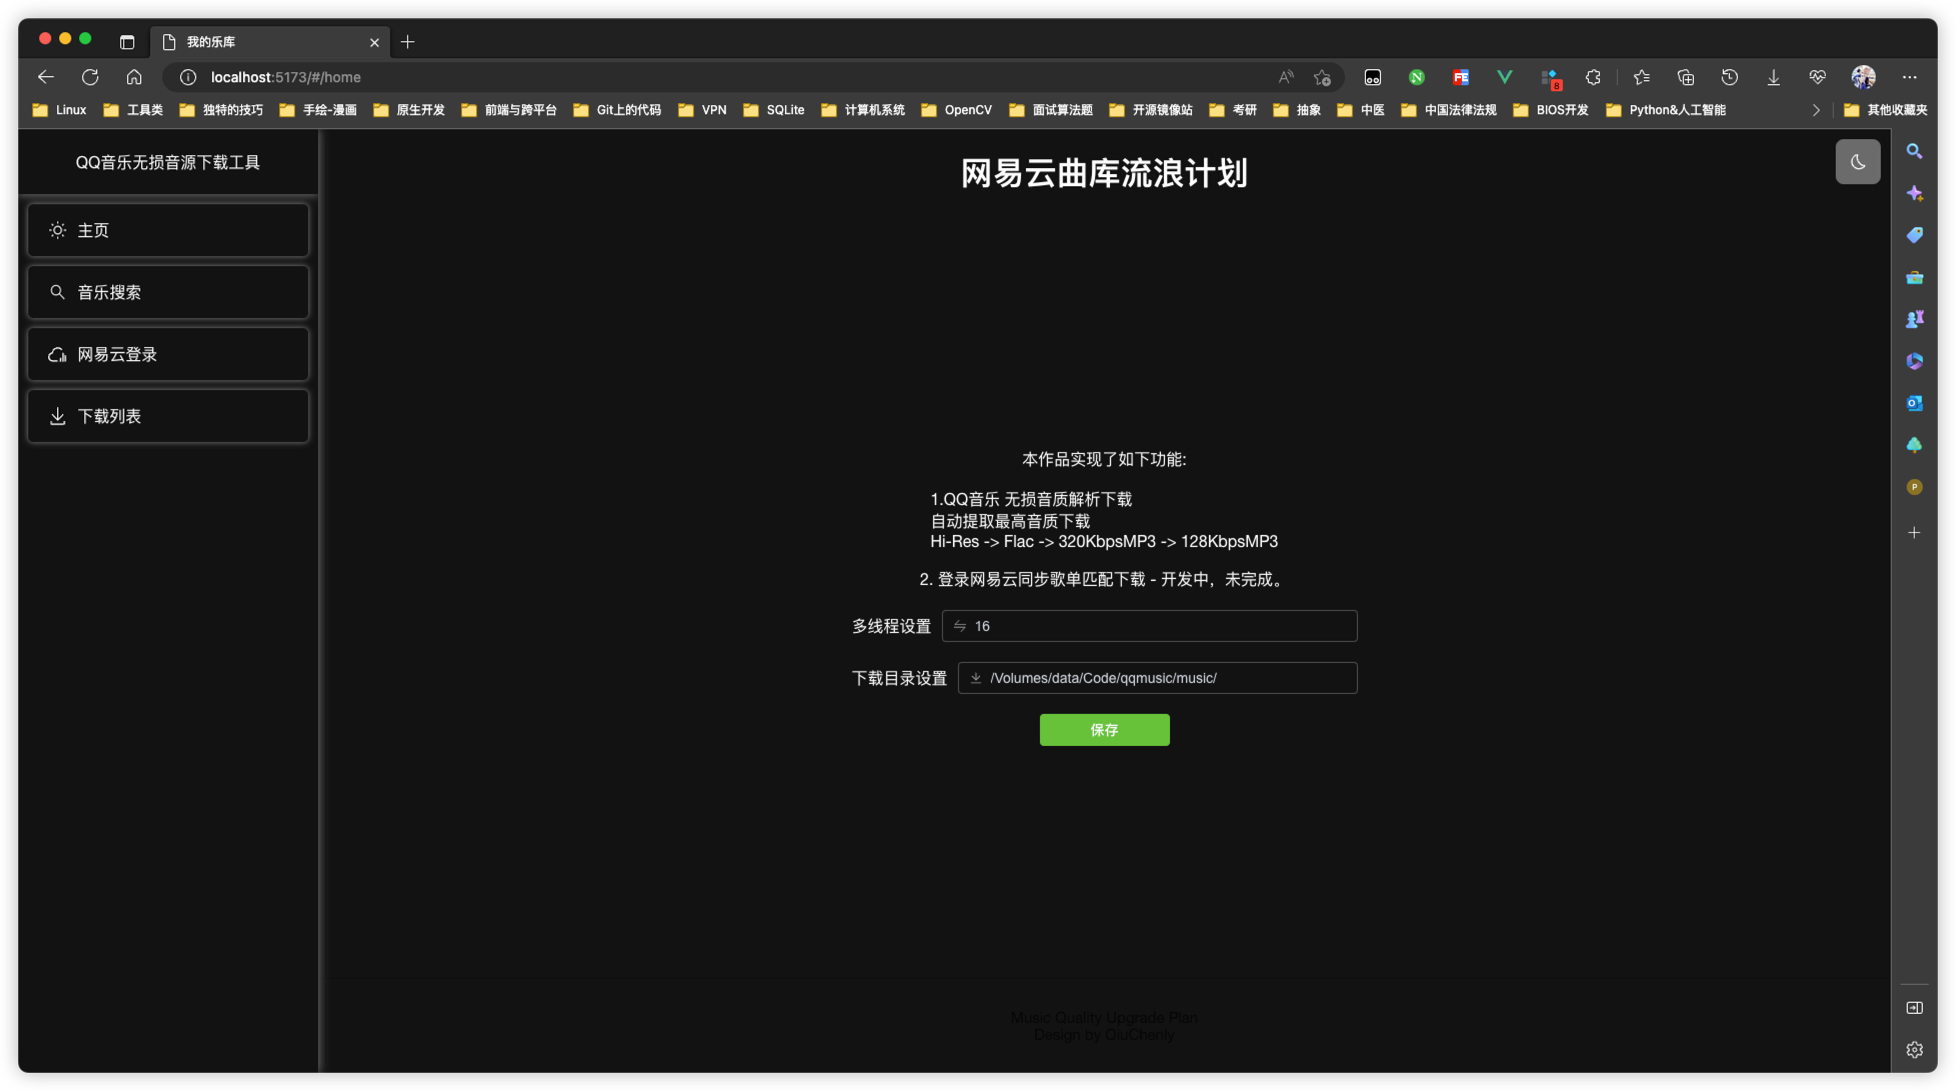 我的乐库
localhost:5173/#/home
8
Linux
工具类
独特的技巧
手绘-漫画
原生开发
前端与跨平台
Git上的代码
VPN
SQLite
计算机系统
OpenCV
面试算法题
开源镜像站
考研
抽象
中医
中国法律法规
BIOS开发
Python&人工智能
其他收藏夹
QQ音乐无损音源下载工具
主页
音乐搜索
网易云登录
下载列表
网易云曲库流浪计划
本作品实现了如下功能:
1.QQ音乐 无损音质解析下载
自动提取最高音质下载
Hi-Res -> Flac -> 320KbpsMP3 -> 128KbpsMP3
2. 登录网易云同步歌单匹配下载 - 开发中，未完成。
多线程设置 16
下载目录设置 /Volumes/data/Code/qqmusic/music/
保存
Music Quality Upgrade Plan
Design by QiuChenly
P